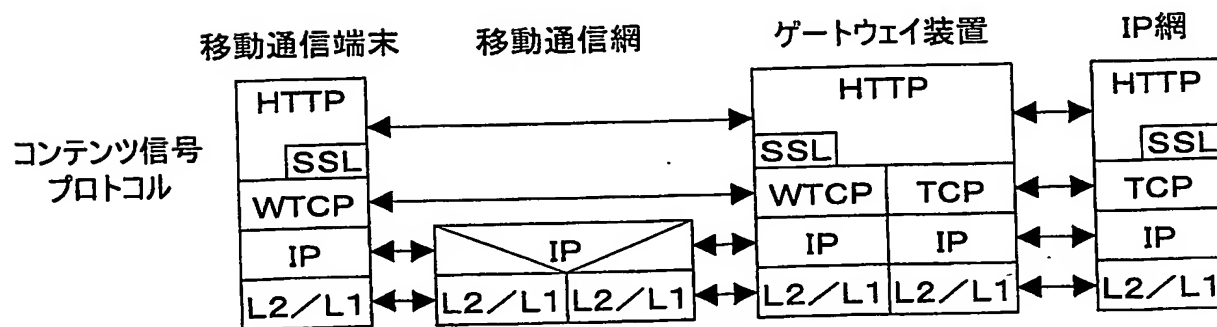 移動通信端末 移動通信網 ゲートウェイ装置 IP網
HTTP HTTP HTTP
コンテンツ信号
プロトコル
SSL SSL SSL
WTCP WTCP TCP TCP
IP IP IP IP IP
L2/L1 L2/L1 L2/L1 L2/L1 L2/L1 L2/L1